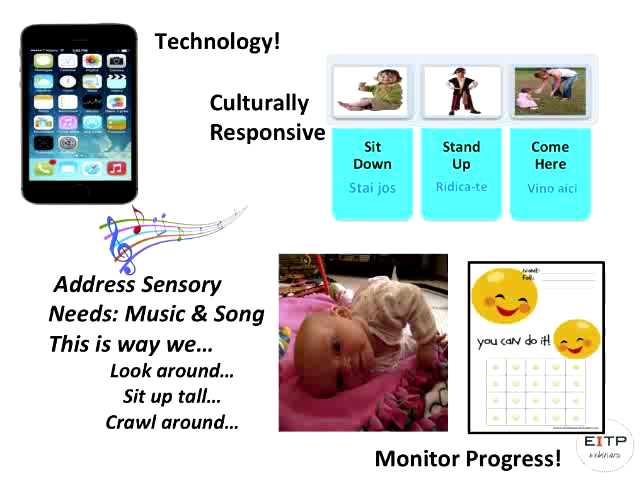 Technology!
Culturally
Responsive
Sit
Down
Stai jos
Stand
Up
Ridica-te
Come
Here
Vino aici
Address Sensory
Needs: Music & Song
This is way we…
Look around…
Sit up tall…
Crawl around…
you can do it!
Monitor Progress!
EITP
webinars